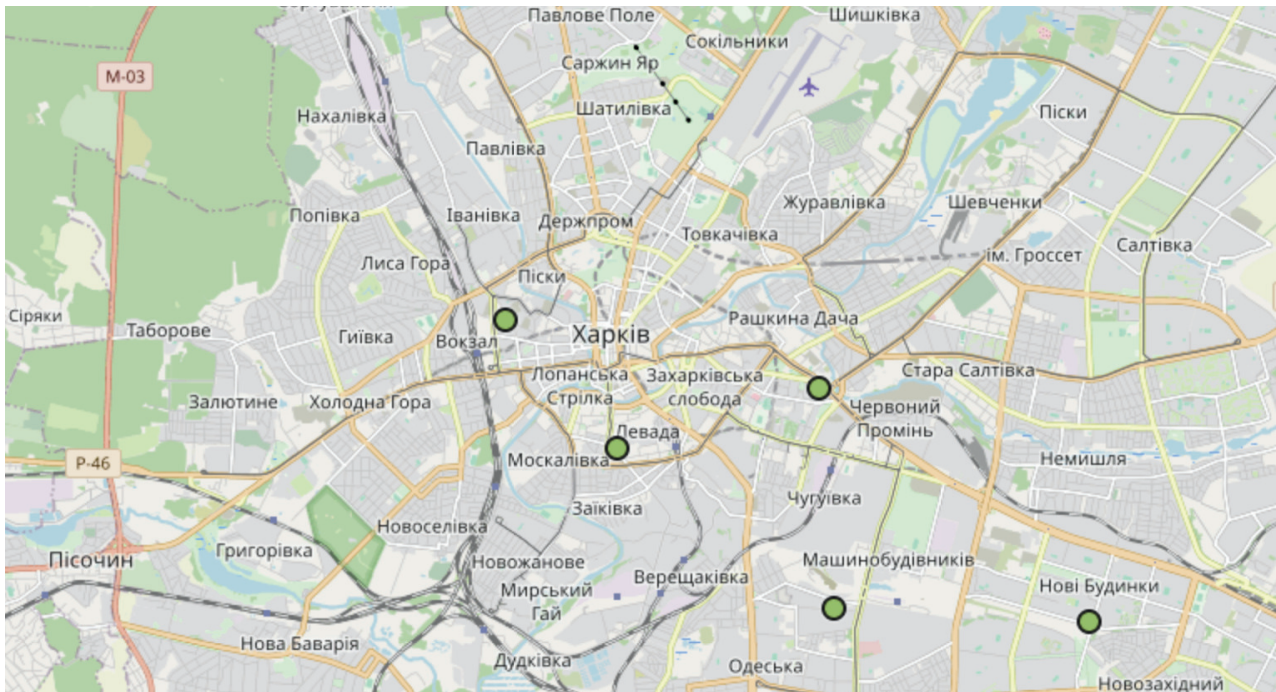 Павлове Поле
Шишківка
Сокільники
Саржин Яр
М-03
Шатилівка
Піски
Нахалівка
Павлівка
Журавлівка
Шевченки
Попівка
Іванівка
Держпром
Товкачівка
Салтівка
ім. Гроссет
Лиса Гора
Піски
Сіряки
Таборове
Гиївка
Вокзал
Харків
Рашкина Дача
Лопанська
Стрілка
Захарківська
слобода
Стара Салтівка
Залютине
Холодна Гора
Червоний
Промінь
Левада
Р-46
Москалівка
Немишля
Чугуївка
Заїківка
Новоселівка
Григорівка
Пісочин
Новожанове
Машинобудівників
Верещаківка
Нові Будинки
Мирський
Гай
Нова Баварія
Дудківка
Одеська
Новозахідний